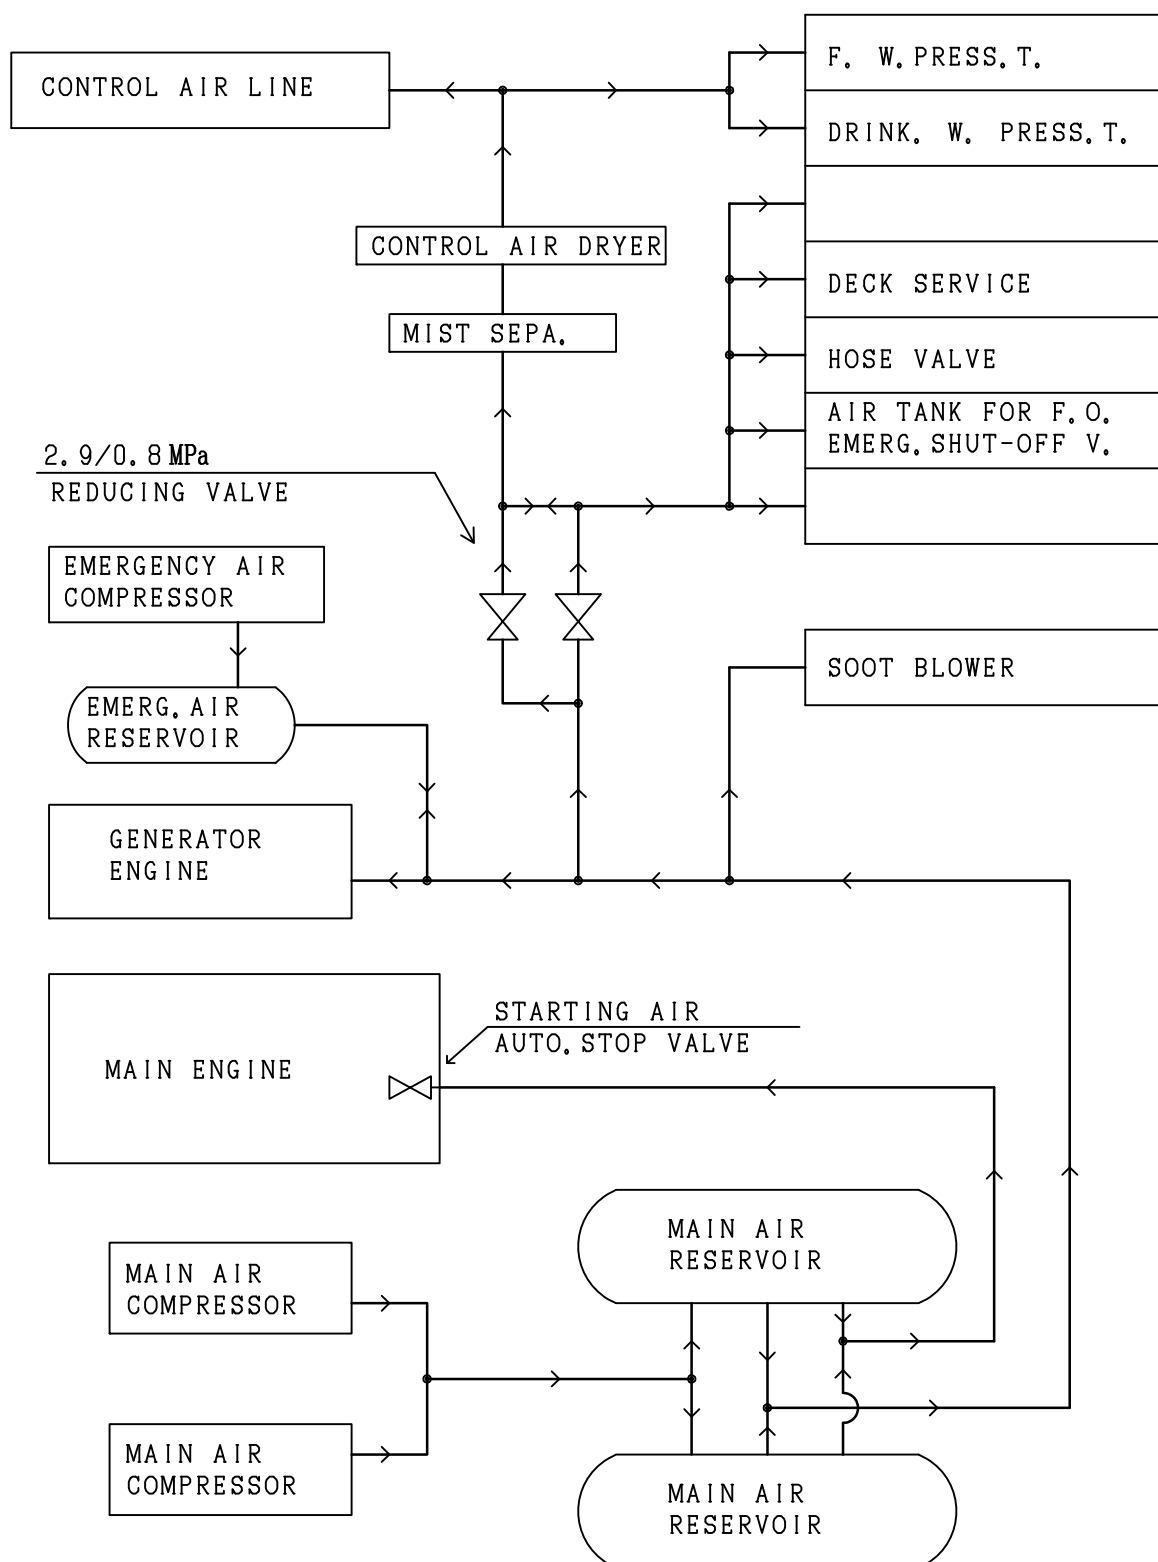 F. W. PRESS. T.
CONTROL AIR LINE
DRINK. W. PRESS. T.
CONTROL AIR DRYER
DECK SERVICE
MIST SEPA.
HOSE VALVE
AIR TANK FOR F.O.
EMERG. SHUT-OFF V.
2.9/0.8 MPa
REDUCING VALVE
EMERGENCY AIR
COMPRESSOR
SOOT BLOWER
EMERG. AIR
RESERVOIR
GENERATOR
ENGINE
STARTING AIR
AUTO. STOP VALVE
MAIN ENGINE
MAIN AIR
RESERVOIR
MAIN AIR
COMPRESSOR
MAIN AIR
COMPRESSOR
MAIN AIR
RESERVOIR